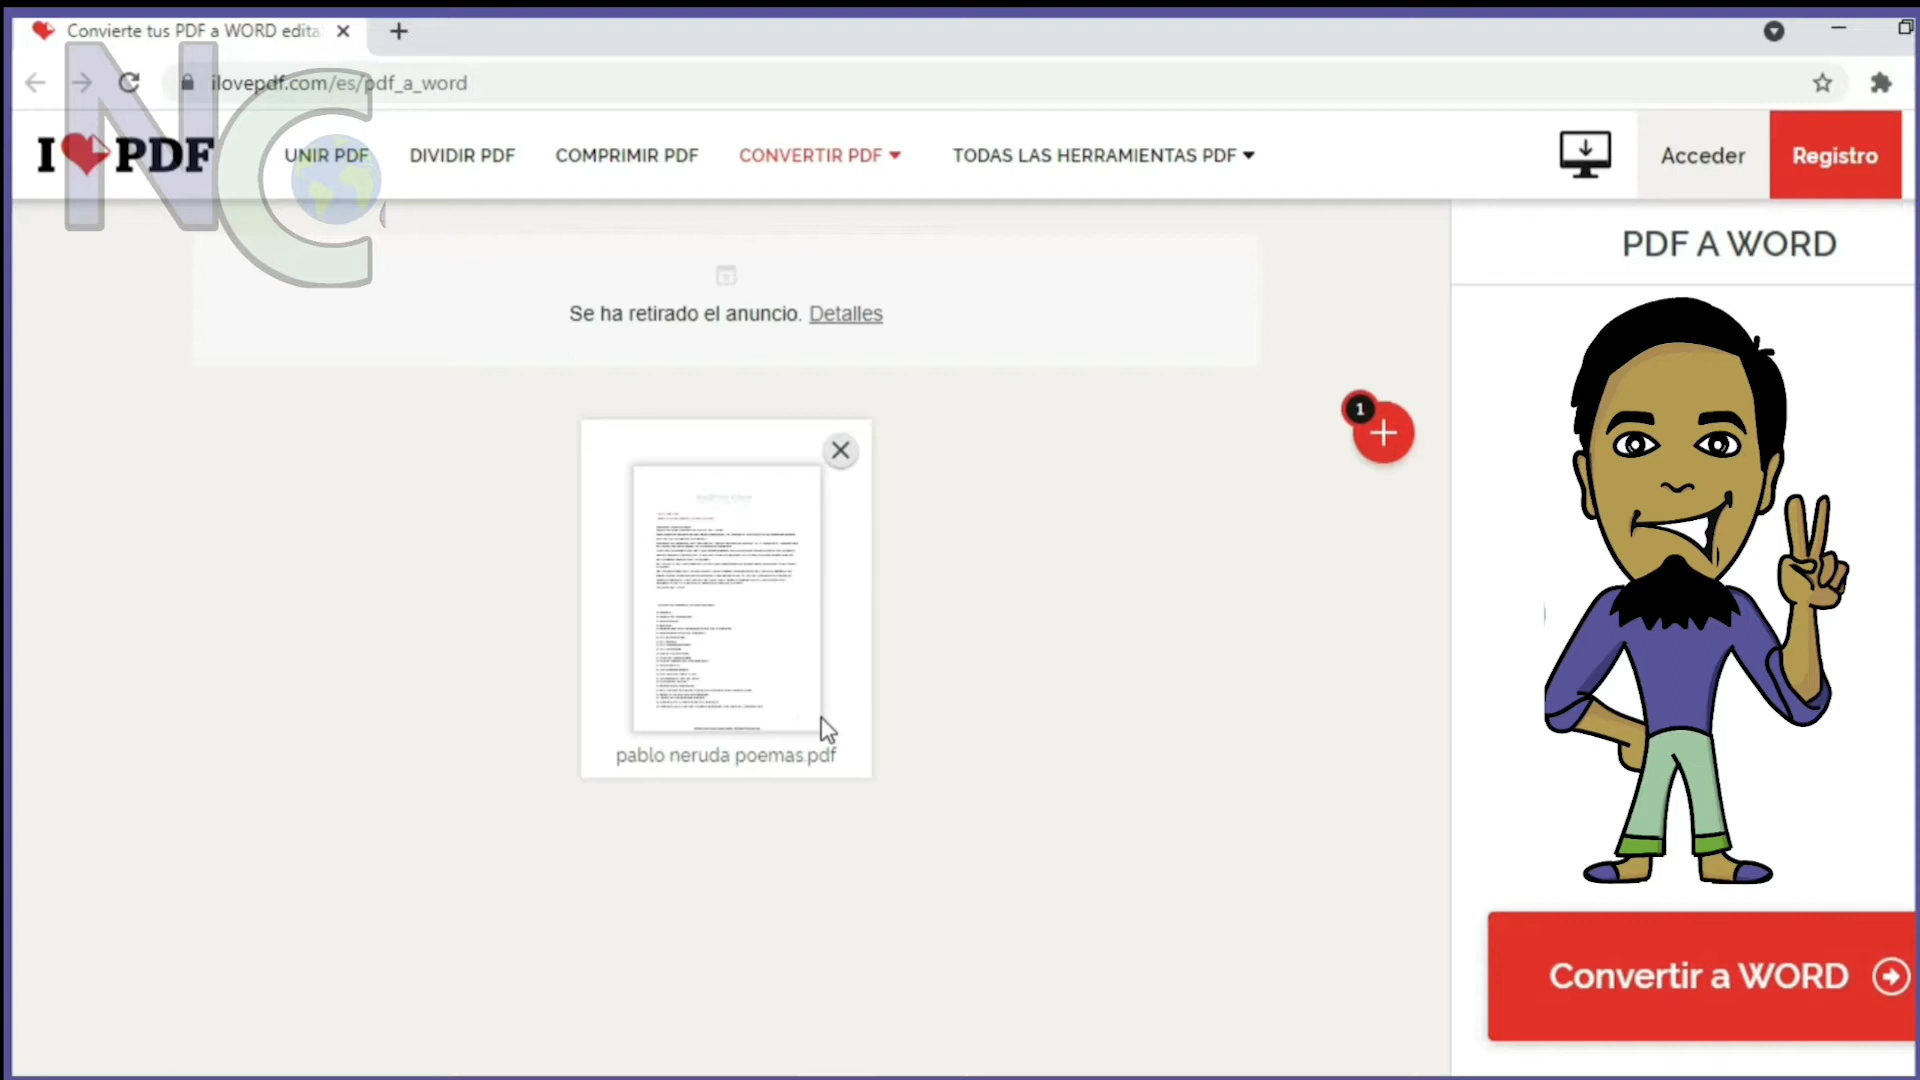 Convierte tus PDF a WORD edita
ilovepdf.com/es/pdf_a_word
NC
I PDF
UNIR PDF
DIVIDIR PDF
COMPRIMIR PDF
CONVERTIR PDF
TODAS LAS HERRAMIENTAS PDF
Acceder
Registro
PDF A WORD
Se ha retirado el anuncio. Detalles
1
pablo neruda poemas.pdf
Convertir a WORD